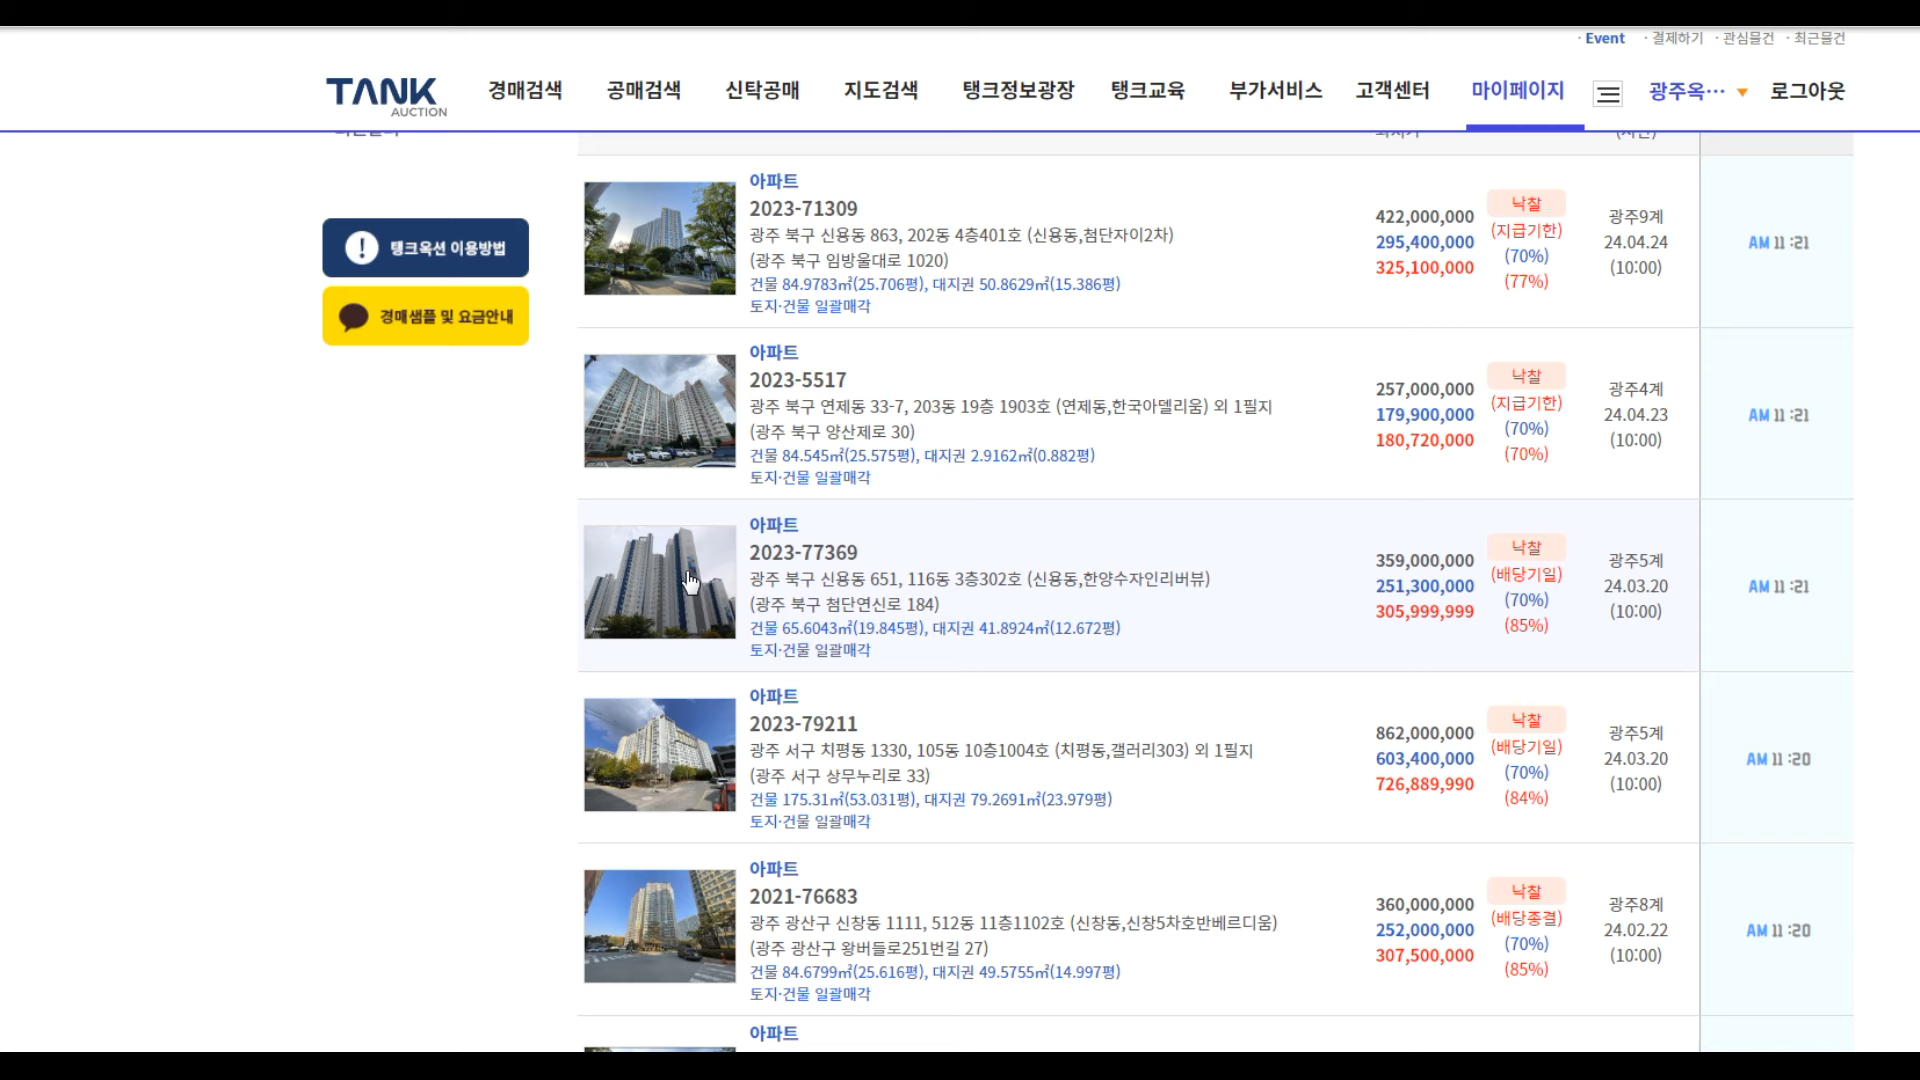 · Event · 결제하기 · 관심물건 · 최근물건
TANK AUCTION
경매검색 공매검색 신탁공매 지도검색 탱크정보광장 탱크교육 부가서비스 고객센터 마이페이지 광주옥··· 로그아웃
탱크옥션 이용방법
경매샘플 및 요금안내
아파트
2023-71309
광주 북구 신용동 863, 202동 4층401호 (신용동,첨단자이2차)
(광주 북구 임방울대로 1020)
건물 84.9783㎡(25.706평), 대지권 50.8629㎡(15.386평)
토지·건물 일괄매각
422,000,000
295,400,000
325,100,000
낙찰
(지급기한)
(70%)
(77%)
광주9계
24.04.24
(10:00)
AM 11 :21
아파트
2023-5517
광주 북구 연제동 33-7, 203동 19층 1903호 (연제동,한국아델리움) 외 1필지
(광주 북구 양산제로 30)
건물 84.545㎡(25.575평), 대지권 2.9162㎡(0.882평)
토지·건물 일괄매각
257,000,000
179,900,000
180,720,000
낙찰
(지급기한)
(70%)
(70%)
광주4계
24.04.23
(10:00)
AM 11 :21
아파트
2023-77369
광주 북구 신용동 651, 116동 3층302호 (신용동,한양수자인리버뷰)
(광주 북구 첨단연신로 184)
건물 65.6043㎡(19.845평), 대지권 41.8924㎡(12.672평)
토지·건물 일괄매각
359,000,000
251,300,000
305,999,999
낙찰
(배당기일)
(70%)
(85%)
광주5계
24.03.20
(10:00)
AM 11 :21
아파트
2023-79211
광주 서구 치평동 1330, 105동 10층1004호 (치평동,갤러리303) 외 1필지
(광주 서구 상무누리로 33)
건물 175.31㎡(53.031평), 대지권 79.2691㎡(23.979평)
토지·건물 일괄매각
862,000,000
603,400,000
726,889,990
낙찰
(배당기일)
(70%)
(84%)
광주5계
24.03.20
(10:00)
AM 11 :20
아파트
2021-76683
광주 광산구 신창동 1111, 512동 11층1102호 (신창동,신창5차호반베르디움)
(광주 광산구 왕버들로251번길 27)
건물 84.6799㎡(25.616평), 대지권 49.5755㎡(14.997평)
토지·건물 일괄매각
360,000,000
252,000,000
307,500,000
낙찰
(배당종결)
(70%)
(85%)
광주8계
24.02.22
(10:00)
AM 11 :20
아파트